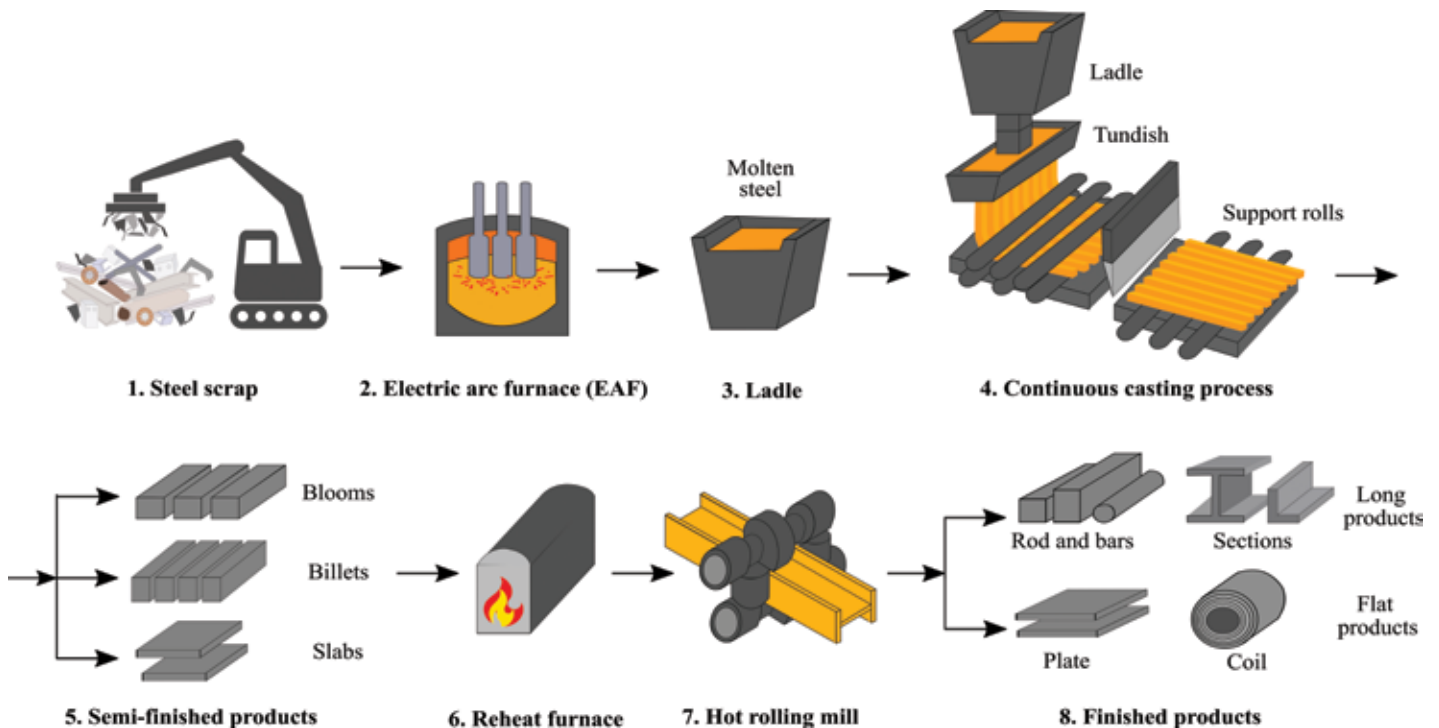 Ladle
Tundish
Molten
steel
Support rolls
1. Steel scrap
2. Electric arc furnace (EAF)
3. Ladle
4. Continuous casting process
Blooms
Billets
Slabs
Rod and bars
Sections
Long
products
Plate
Coil
Flat
products
5. Semi-finished products
6. Reheat furnace
7. Hot rolling mill
8. Finished products